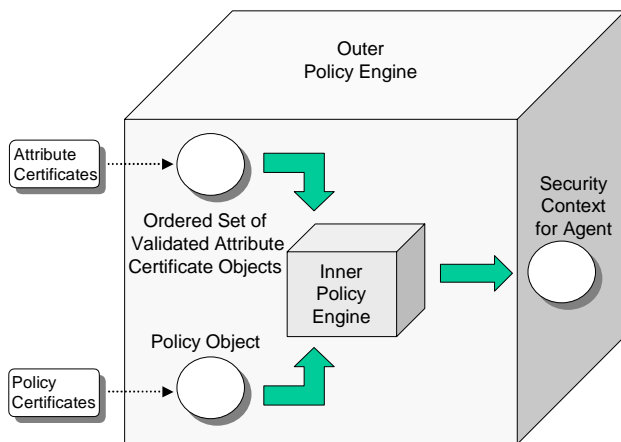 Outer
Policy Engine
Attribute
Certificates
Ordered Set of
Validated Attribute
Certificate Objects
Security
Context
for Agent
Inner
Policy
Engine
Policy Object
Policy
Certificates